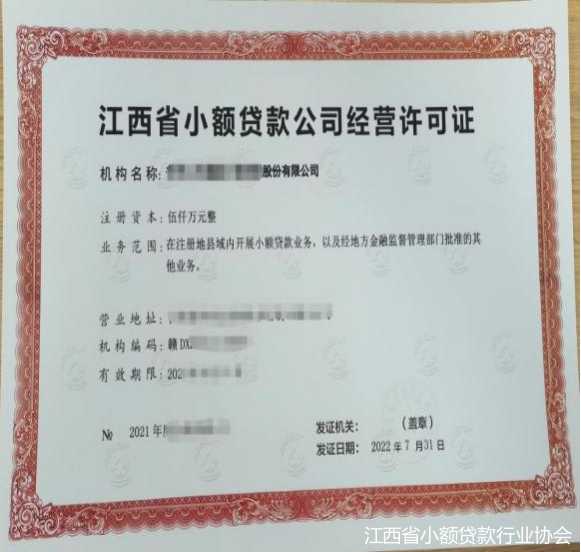 江西省小额贷款公司经营许可证
机构名称:股份有限公司
注册资本:伍仟万元整
业务范围:在注册地县域内开展小额贷款业务,以及经地方金融监督管理部门批准的其
他业务。
营业地址:
机构编码:赣DX
有效期限:202
№ 2021年
发证机关: (盖章)
发证日期: 2022年7月31日
江西省小额贷款行业协会